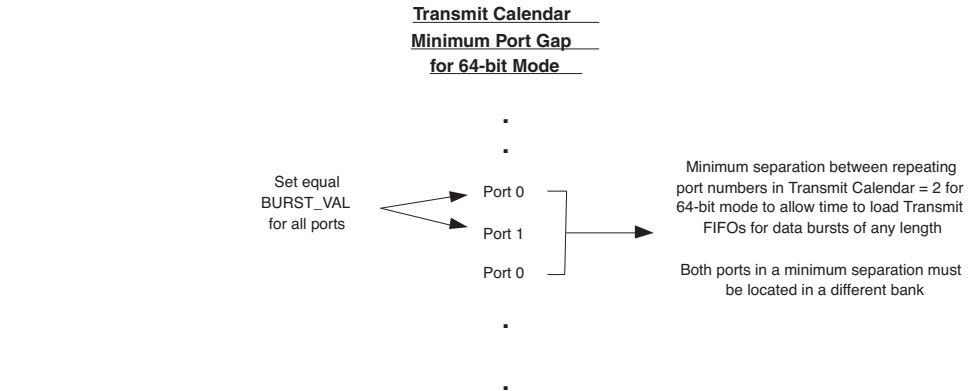 Transmit Calendar
Minimum Port Gap
for 64-bit Mode
Set equal
BURST_VAL
for all ports
Port 0
Port 1
Port 0
Minimum separation between repeating
port numbers in Transmit Calendar = 2 for
64-bit mode to allow time to load Transmit
FIFOs for data bursts of any length
Both ports in a minimum separation must
be located in a different bank